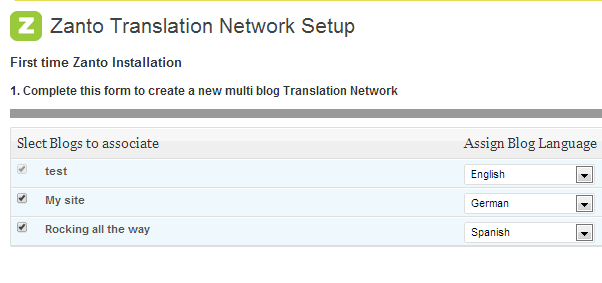 Z Zanto Translation Network Setup
First time Zanto Installation
1. Complete this form to create a new multi blog Translation Network
Slect Blogs to associate Assign Blog Language
test English
My site German
Rocking all the way Spanish